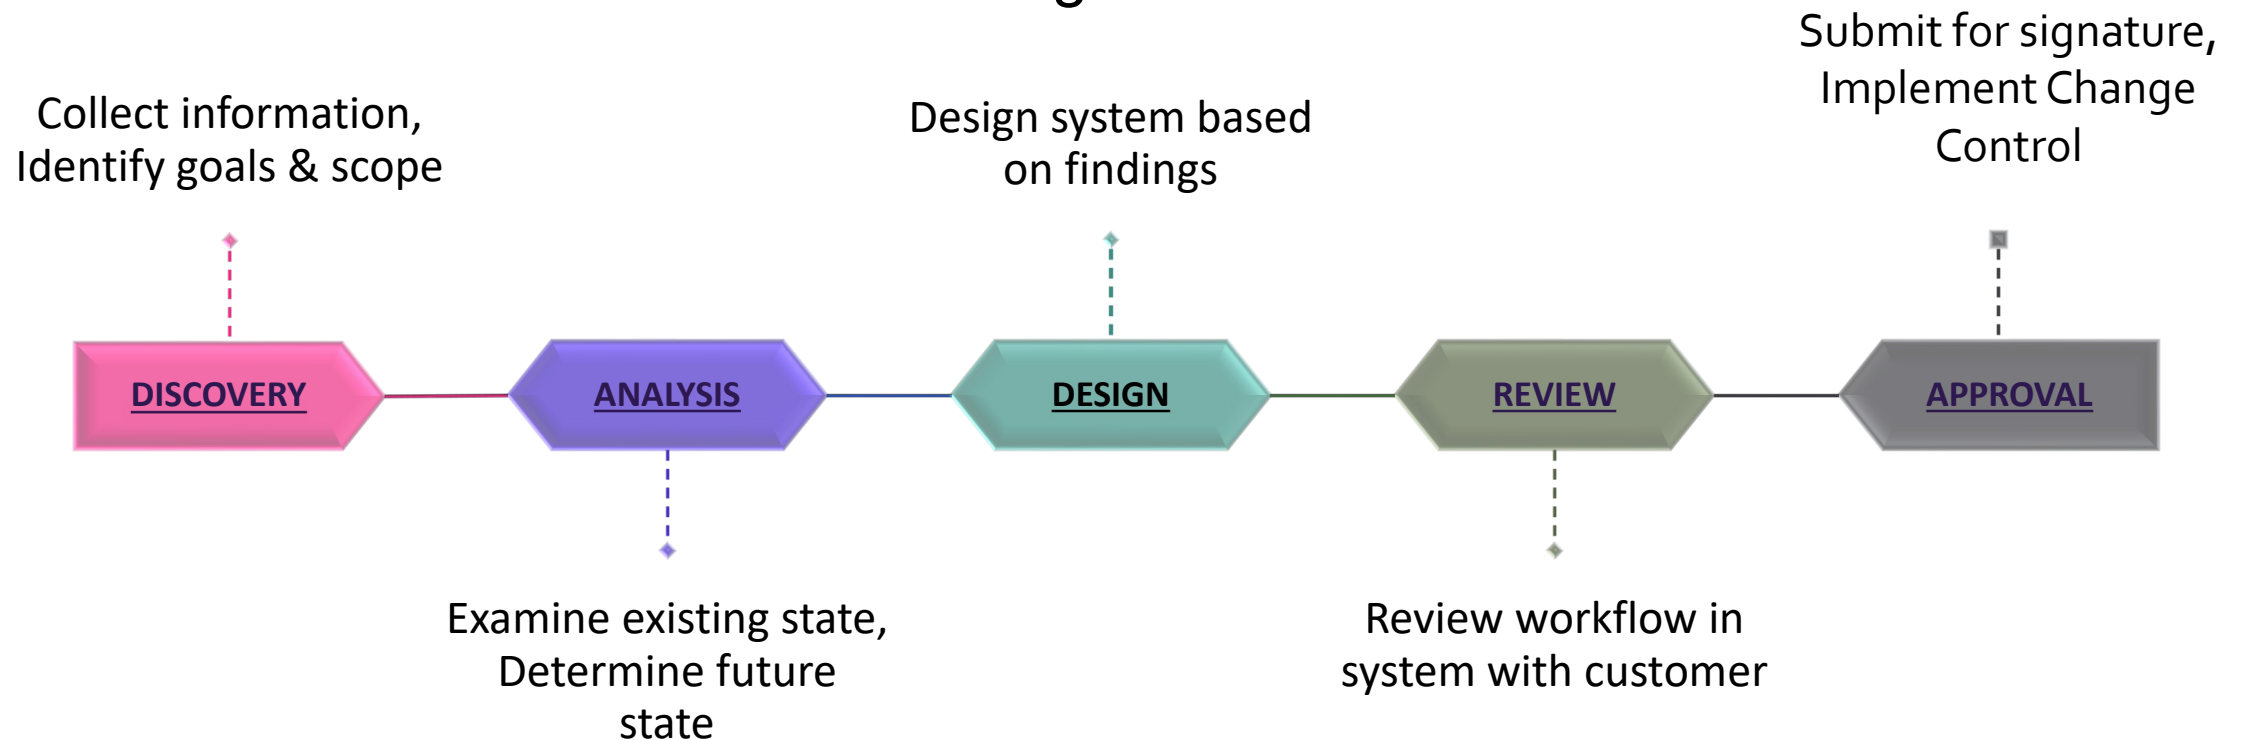 Collect information,
Identify goals & scope
DISCOVERY
ANALYSIS
Examine existing state,
Determine future
state
Design system based
on findings
DESIGN
REVIEW
Review workflow in
system with customer
Submit for signature,
Implement Change
Control
APPROVAL